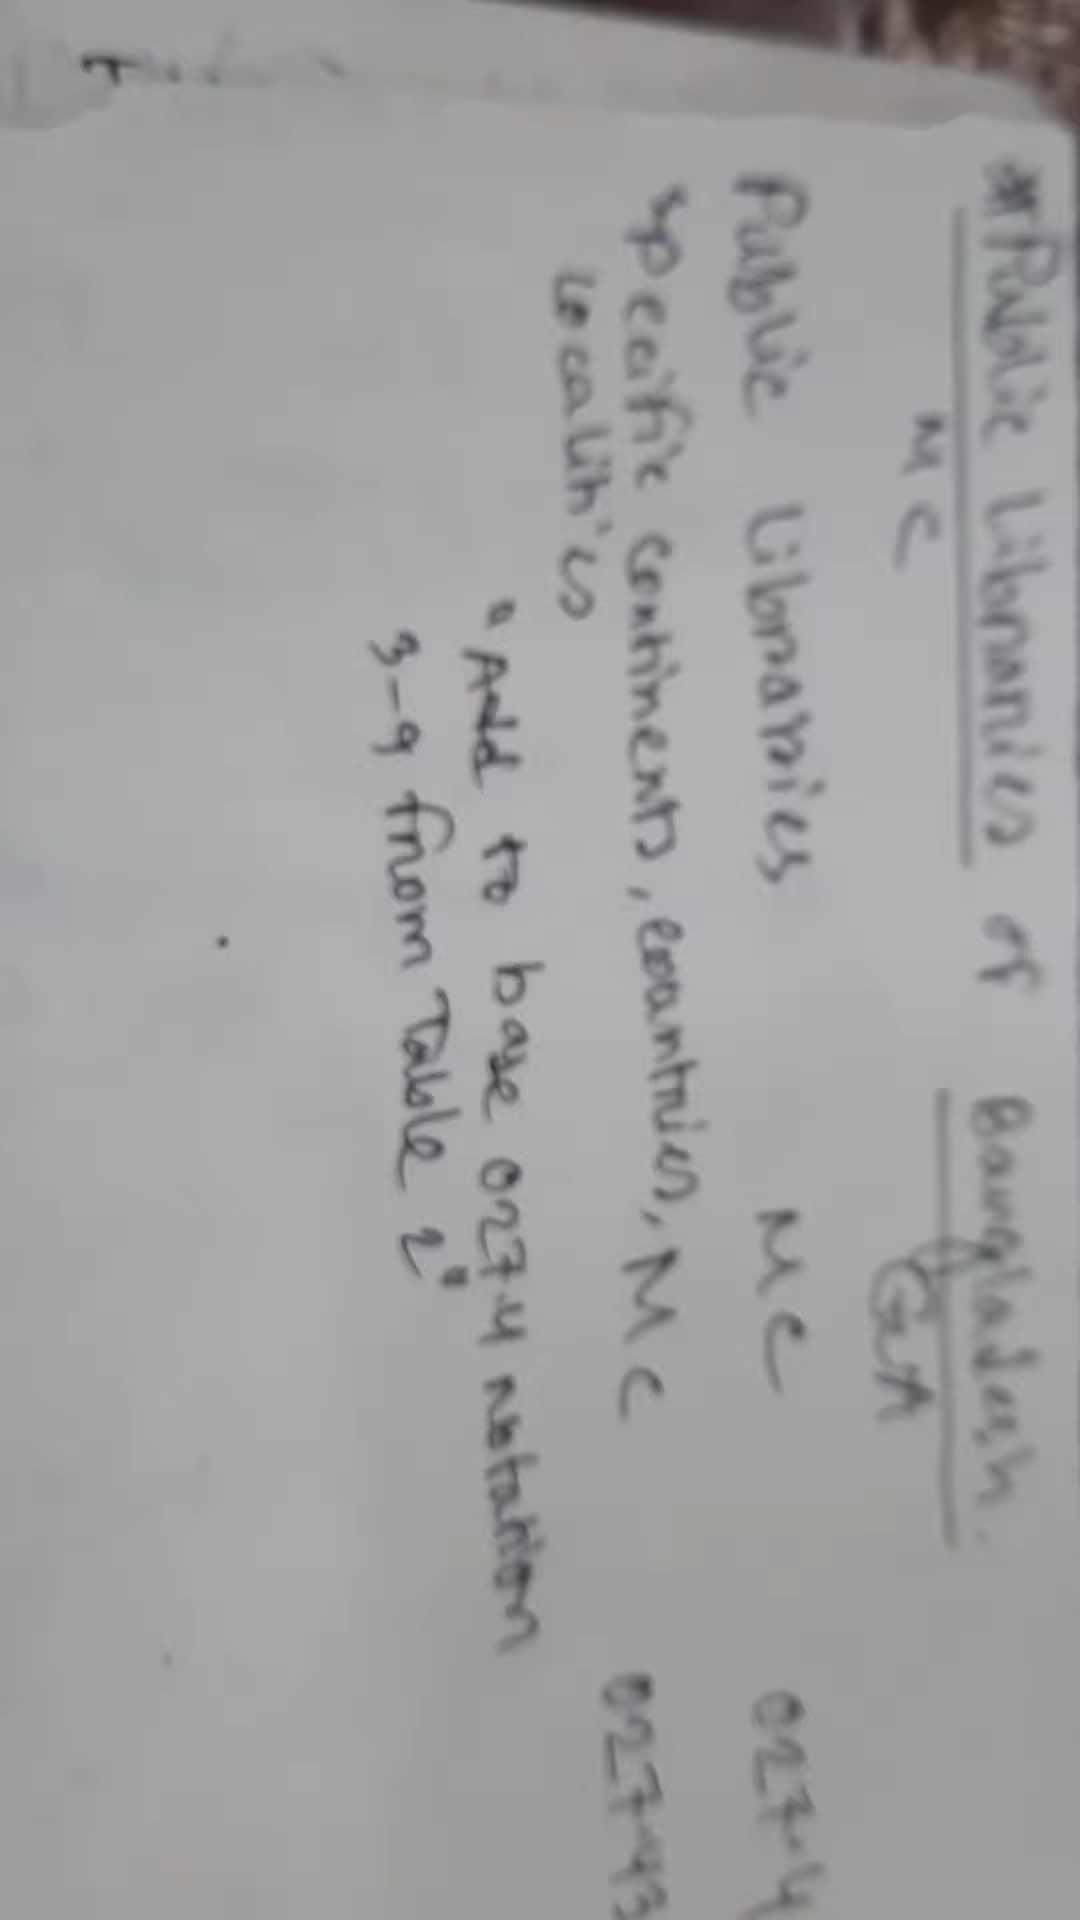 Public Libraries of Bangladesh.
MC GA
Public Libraries MC 027.4
Specific continents, countries, MC 027.43
Localities
"Add to base 027.4 notation
3-9 from Table 2"